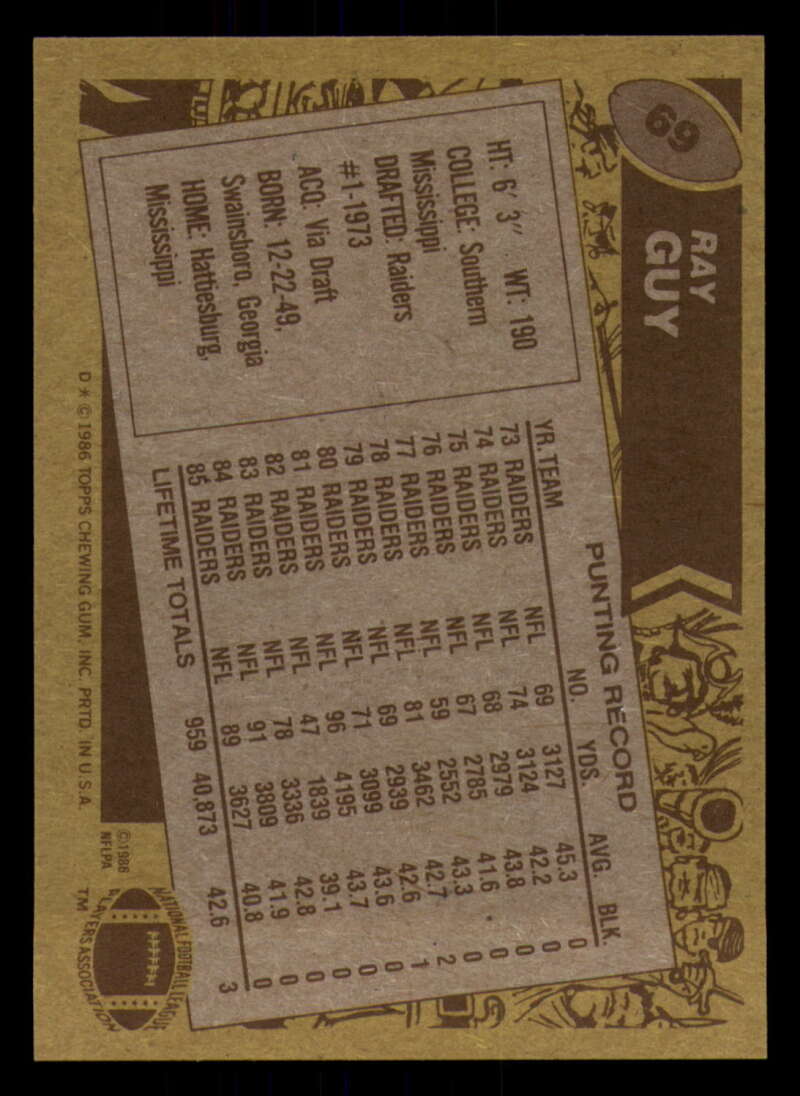 69
RAY
GUY
HT: 6' 3" WT: 190
COLLEGE: Southern
Mississippi
DRAFTED: Raiders
#1-1973
ACQ: Via Draft
BORN: 12-22-49,
Swainsboro, Georgia
HOME: Hattiesburg,
Mississippi
PUNTING RECORD
YR. TEAM NO. YDS. AVG. BLK.
73 RAIDERS NFL 69 3127 45.3 0
74 RAIDERS NFL 74 3124 42.2 0
75 RAIDERS NFL 68 2979 43.8 0
76 RAIDERS NFL 67 2785 41.6 0
77 RAIDERS NFL 59 2552 43.3 0
78 RAIDERS NFL 81 3462 42.7 2
79 RAIDERS NFL 69 2939 42.6 1
80 RAIDERS NFL 71 3099 43.6 0
81 RAIDERS NFL 96 4195 43.7 0
82 RAIDERS NFL 47 1839 39.1 0
83 RAIDERS NFL 78 3336 42.8 0
84 RAIDERS NFL 91 3809 41.9 0
85 RAIDERS NFL 89 3627 40.8 0
LIFETIME TOTALS 959 40,873 42.6 3
D * © 1986 TOPPS CHEWING GUM, INC. PRTD. IN U.S.A.
©1986
NFLPA
NATIONAL FOOTBALL LEAGUE
PLAYERS ASSOCIATION
TM